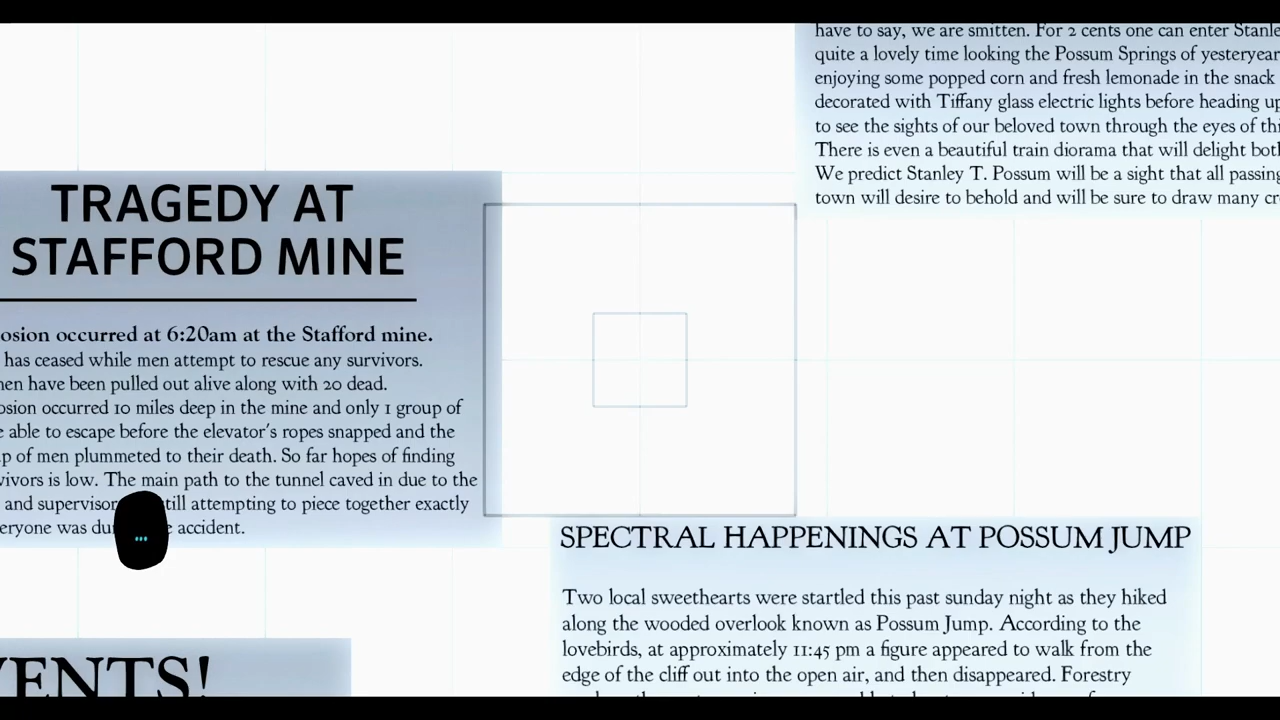 have to say, we are smitten. For 2 cents one can enter
quite a lovely time looking the Possum Springs of yesteryear
enjoying some popped corn and fresh lemonade in the snack
decorated with Tiffany glass electric lights before heading
to see the sights of our beloved town through the eyes of
There is even a beautiful train diorama that will delight
We predict Stanley T. Possum will be a sight that all
town will desire to behold and will be sure to draw many
TRAGEDY AT
STAFFORD MINE
occurred at 6:20am at the Stafford mine.
has ceased while men attempt to rescue any survivors.
have been pulled out alive along with 20 dead.
occurred 10 miles deep in the mine and only 1 group of
able to escape before the elevator's ropes snapped and the
of men plummeted to their death. So far hopes of finding
is low. The main path to the tunnel caved in due to the
and still attempting to piece together exactly
was accident.
...
SPECTRAL HAPPENINGS AT POSSUM JUMP
Two local sweethearts were startled this past sunday night as they hiked
along the wooded overlook known as Possum Jump. According to the
lovebirds, at approximately 11:45 pm a figure appeared to walk from the
edge of the cliff out into the open air, and then disappeared. Forestry